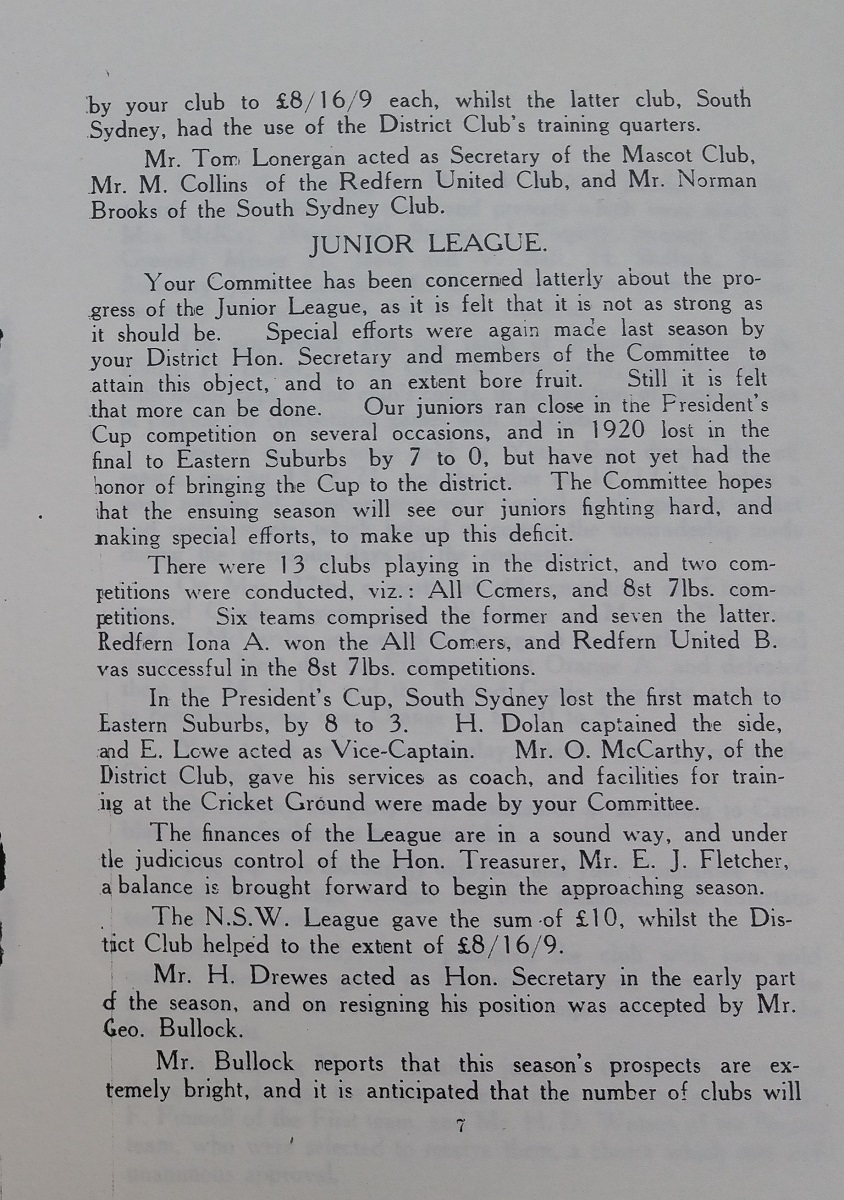 by your club to £8/16/9 each, whilst the latter club, South
Sydney, had the use of the District Club's training quarters.
Mr. Tom Lonergan acted as Secretary of the Mascot Club,
Mr. M. Collins of the Redfern United Club, and Mr. Norman
Brooks of the South Sydney Club.
JUNIOR LEAGUE.
Your Committee has been concerned latterly about the pro-
gress of the Junior League, as it is felt that it is not as strong as
it should be. Special efforts were again made last season by
your District Hon. Secretary and members of the Committee to
attain this object, and to an extent bore fruit. Still it is felt
that more can be done. Our juniors ran close in the President's
Cup competition on several occasions, and in 1920 lost in the
final to Eastern Suburbs by 7 to 0, but have not yet had the
honor of bringing the Cup to the district. The Committee hopes
that the ensuing season will see our juniors fighting hard, and
making special efforts, to make up this deficit.
There were 13 clubs playing in the district, and two com-
petitions were conducted, viz.: All Comers, and 8st 7lbs. com-
petitions. Six teams comprised the former and seven the latter.
Redfern Iona A. won the All Comers, and Redfern United B.
was successful in the 8st 7lbs. competitions.
In the President's Cup, South Sydney lost the first match to
Eastern Suburbs, by 8 to 3. H. Dolan captained the side,
and E. Lowe acted as Vice-Captain. Mr. O. McCarthy, of the
District Club, gave his services as coach, and facilities for train-
ing at the Cricket Ground were made by your Committee.
The finances of the League are in a sound way, and under
the judicious control of the Hon. Treasurer, Mr. E. J. Fletcher,
a balance is brought forward to begin the approaching season.
The N.S.W. League gave the sum of £10, whilst the Dis-
trict Club helped to the extent of £8/16/9.
Mr. H. Drewes acted as Hon. Secretary in the early part
of the season, and on resigning his position was accepted by Mr.
Geo. Bullock.
Mr. Bullock reports that this season's prospects are ex-
temely bright, and it is anticipated that the number of clubs will
7